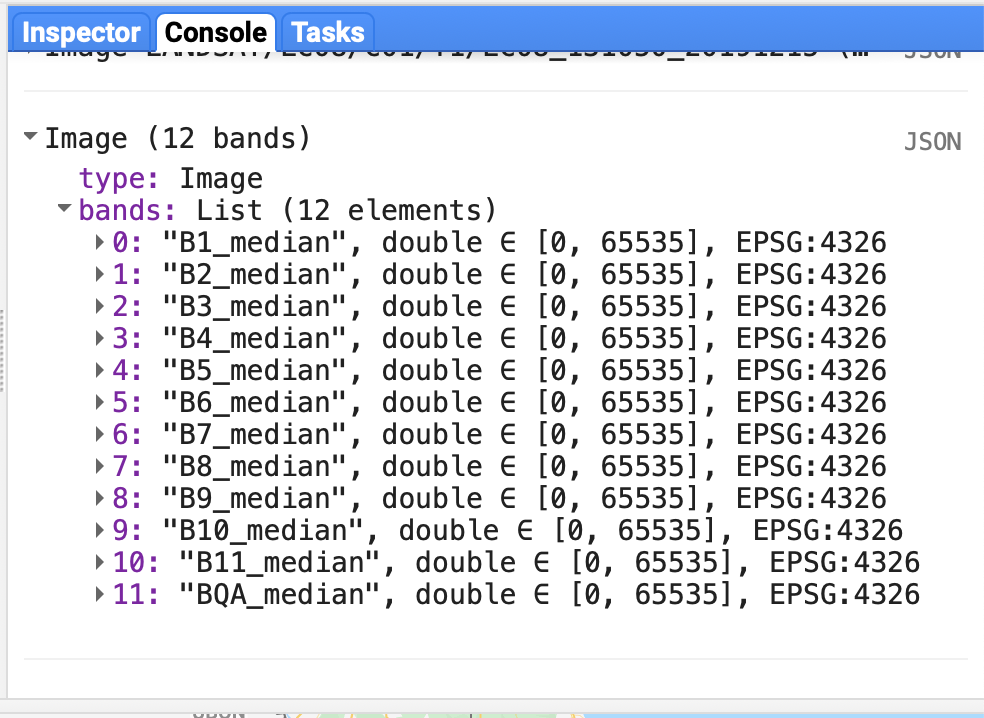 Inspector Console Tasks
Image JSON
Image (12 bands) JSON
type: Image
bands: List (12 elements)
0: "B1_median", double ∈ [0, 65535], EPSG:4326
1: "B2_median", double ∈ [0, 65535], EPSG:4326
2: "B3_median", double ∈ [0, 65535], EPSG:4326
3: "B4_median", double ∈ [0, 65535], EPSG:4326
4: "B5_median", double ∈ [0, 65535], EPSG:4326
5: "B6_median", double ∈ [0, 65535], EPSG:4326
6: "B7_median", double ∈ [0, 65535], EPSG:4326
7: "B8_median", double ∈ [0, 65535], EPSG:4326
8: "B9_median", double ∈ [0, 65535], EPSG:4326
9: "B10_median", double ∈ [0, 65535], EPSG:4326
10: "B11_median", double ∈ [0, 65535], EPSG:4326
11: "BQA_median", double ∈ [0, 65535], EPSG:4326